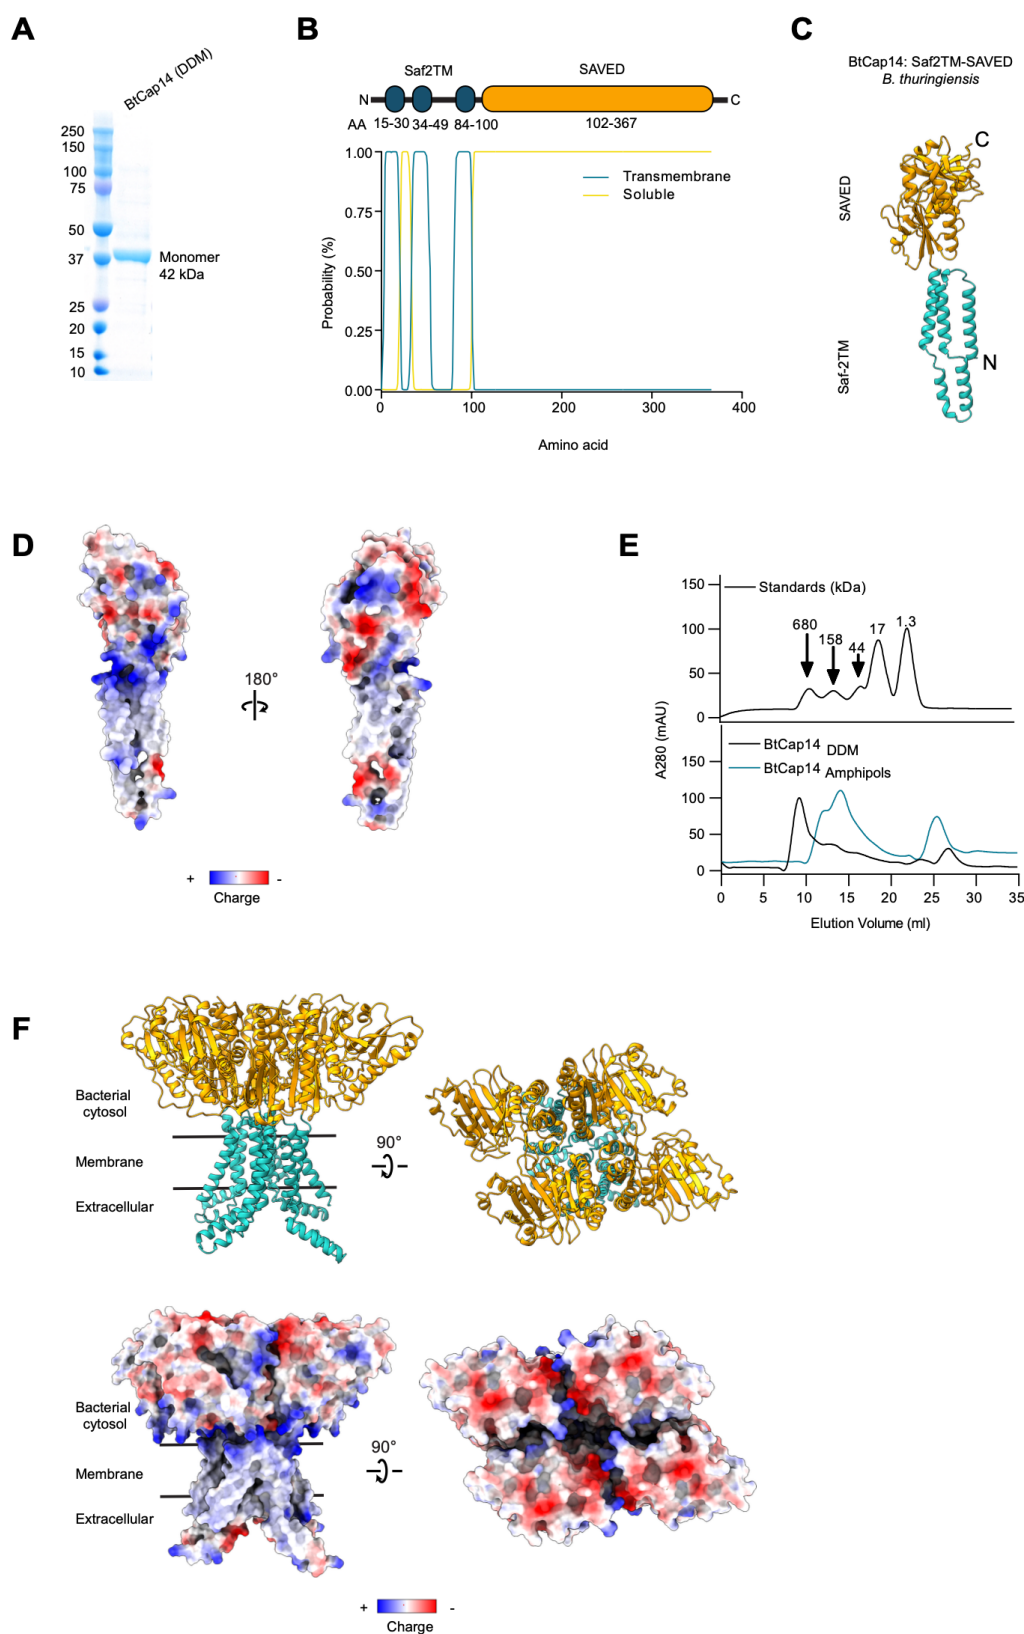 A
BtCap14 (DDM)
250
150
100
75
50
37
25
20
15
10
Monomer
42 kDa
B
Saf2TM
SAVED
N
C
AA
15-30
34-49
84-100
102-367
1.00
0.75
0.50
0.25
0.00
Probability (%)
Transmembrane
Soluble
0
100
200
300
400
Amino acid
C
BtCap14: Saf2TM-SAVED
B. thuringiensis
C
SAVED
Saf-2TM
N
D
180°
+
-
Charge
E
150
100
50
0
Standards (kDa)
680
158
44
17
1.3
A280 (mAU)
BtCap14 DDM
BtCap14 Amphipols
150
100
50
0
0
5
10
15
20
25
30
35
Elution Volume (ml)
F
Bacterial
cytosol
Membrane
Extracellular
90°
Bacterial
cytosol
Membrane
Extracellular
90°
+
-
Charge